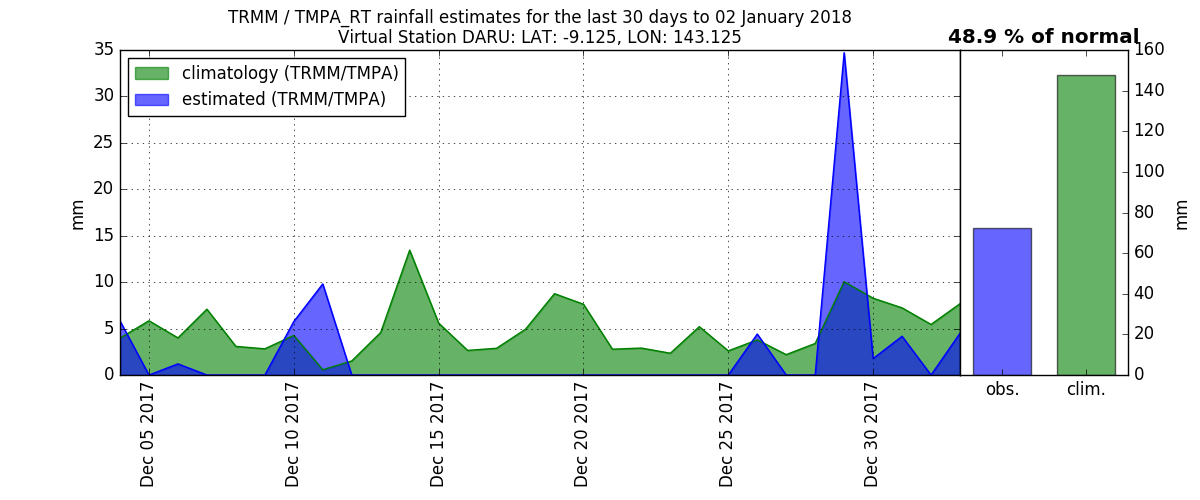 TRMM / TMPA_RT rainfall estimates for the last 30 days to 02 January 2018
Virtual Station DARU: LAT: -9.125, LON: 143.125
48.9 % of normal
climatology (TRMM/TMPA)
estimated (TRMM/TMPA)
mm
35
30
25
20
15
10
5
0
Dec 05 2017
Dec 10 2017
Dec 15 2017
Dec 20 2017
Dec 25 2017
Dec 30 2017
160
140
120
100
80
60
40
20
0
mm
obs.
clim.